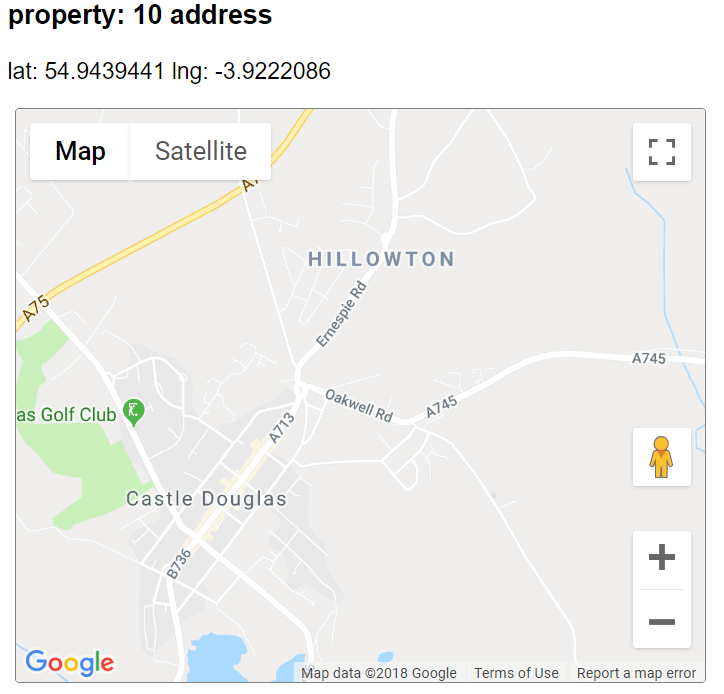 property: 10 address
lat: 54.9439441 lng: -3.9222086
Map Satellite
HILLOWTON
A75
Ernespie Rd
A745
as Golf Club
Oakwell Rd
A745
A713
Castle Douglas
B736
Google
Map data ©2018 Google Terms of Use Report a map error